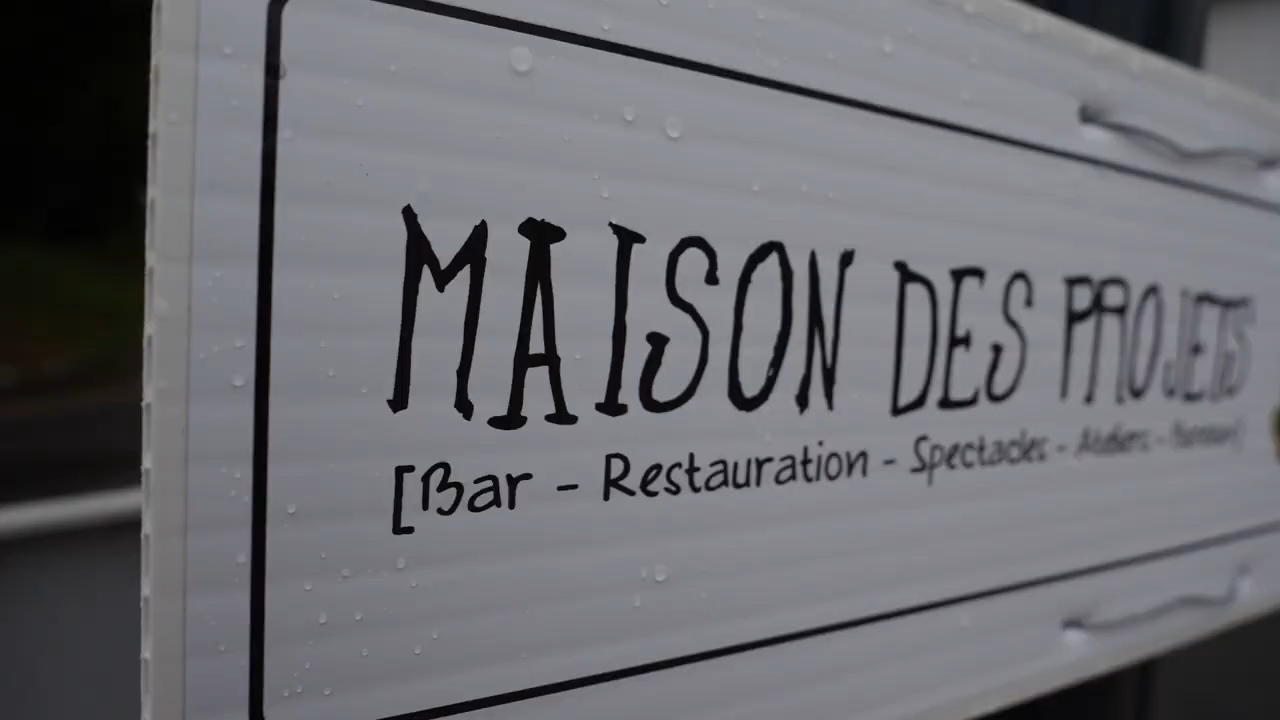 MAISON DES PROJETS
[Bar - Restauration - Spectacles - Ateliers -